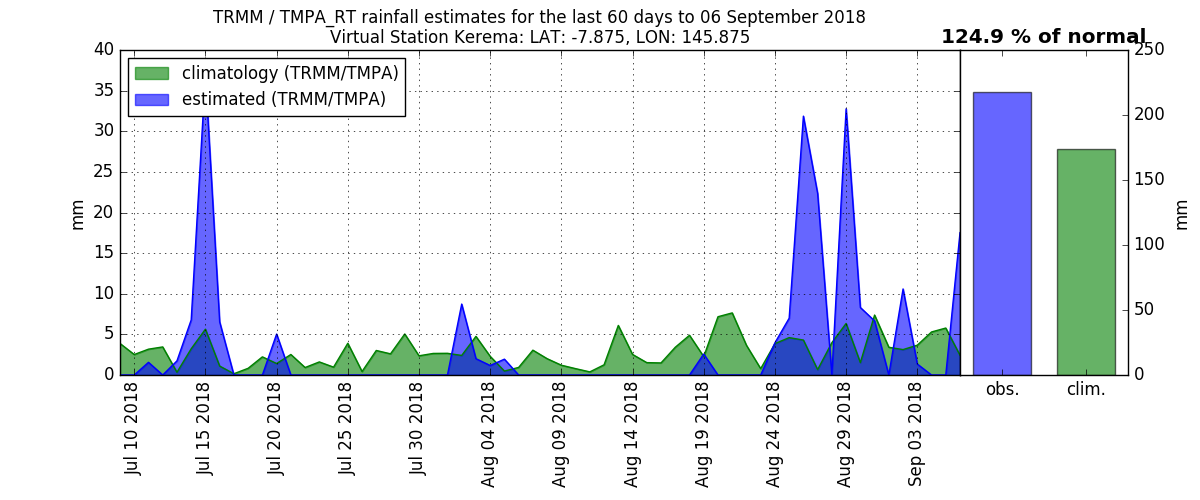 TRMM / TMPA_RT rainfall estimates for the last 60 days to 06 September 2018
Virtual Station Kerema: LAT: -7.875, LON: 145.875
124.9 % of normal
climatology (TRMM/TMPA)
estimated (TRMM/TMPA)
40
35
30
25
20
15
10
5
0
mm
Jul 10 2018
Jul 15 2018
Jul 20 2018
Jul 25 2018
Jul 30 2018
Aug 04 2018
Aug 09 2018
Aug 14 2018
Aug 19 2018
Aug 24 2018
Aug 29 2018
Sep 03 2018
250
200
150
100
50
0
mm
obs.
clim.